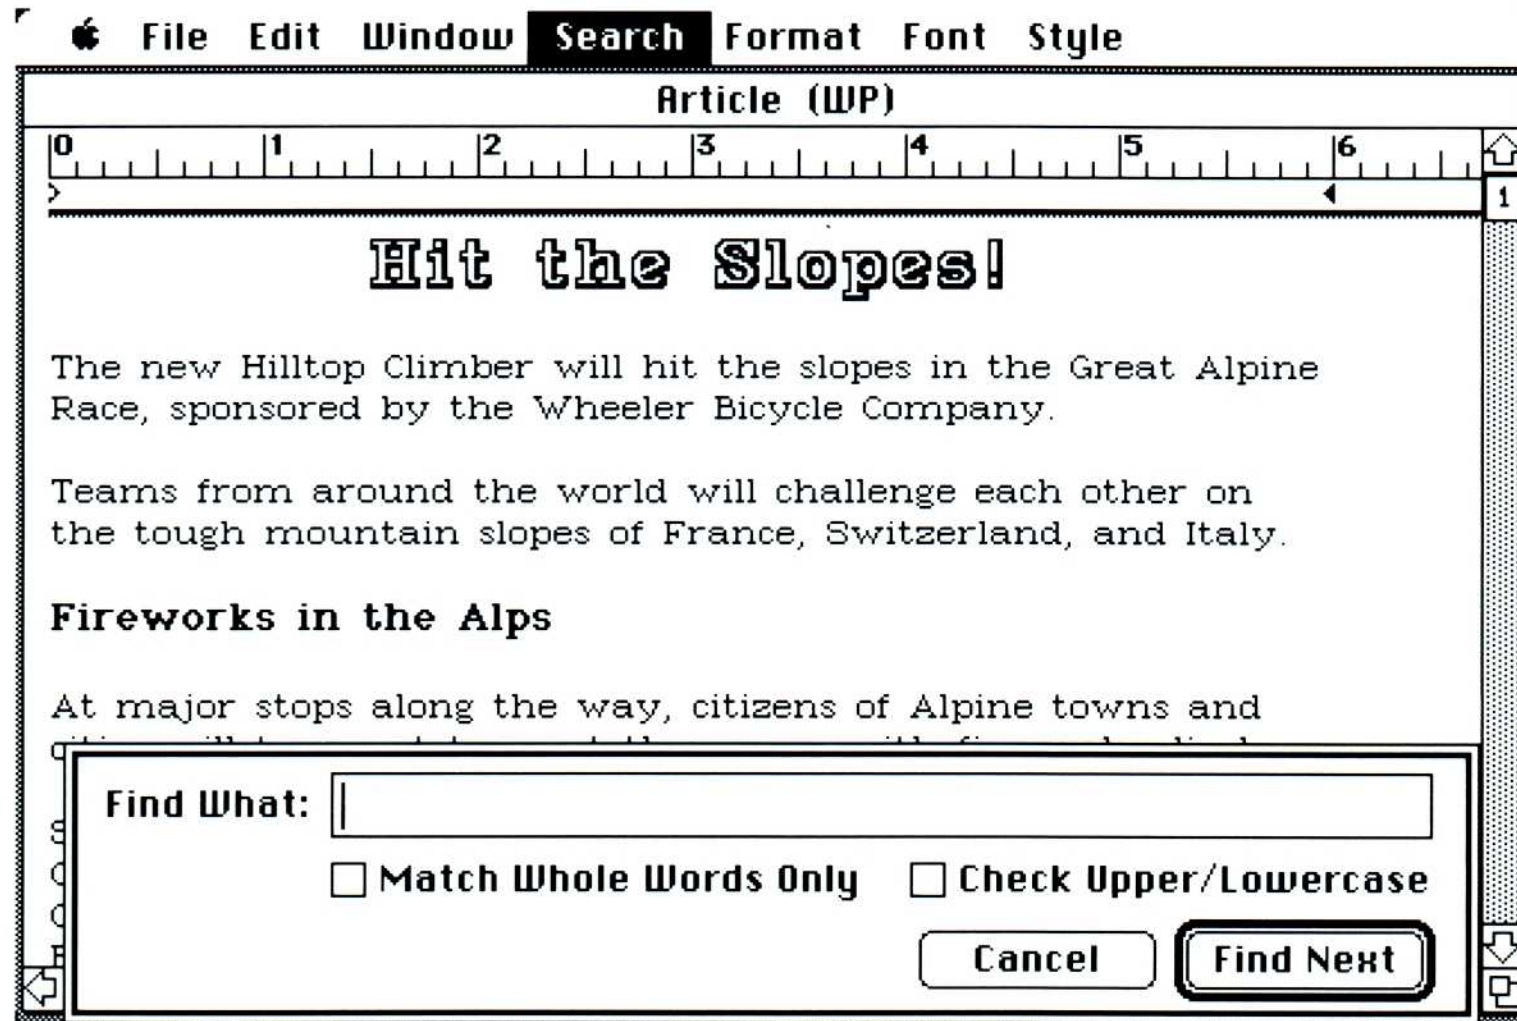 File Edit Window Search Format Font Style
Article (WP)
0 1 2 3 4 5 6
1
Hit the Slopes!
The new Hilltop Climber will hit the slopes in the Great Alpine
Race, sponsored by the Wheeler Bicycle Company.
Teams from around the world will challenge each other on
the tough mountain slopes of France, Switzerland, and Italy.
Fireworks in the Alps
At major stops along the way, citizens of Alpine towns and
Find What:
Match Whole Words Only Check Upper/Lowercase
Cancel Find Next